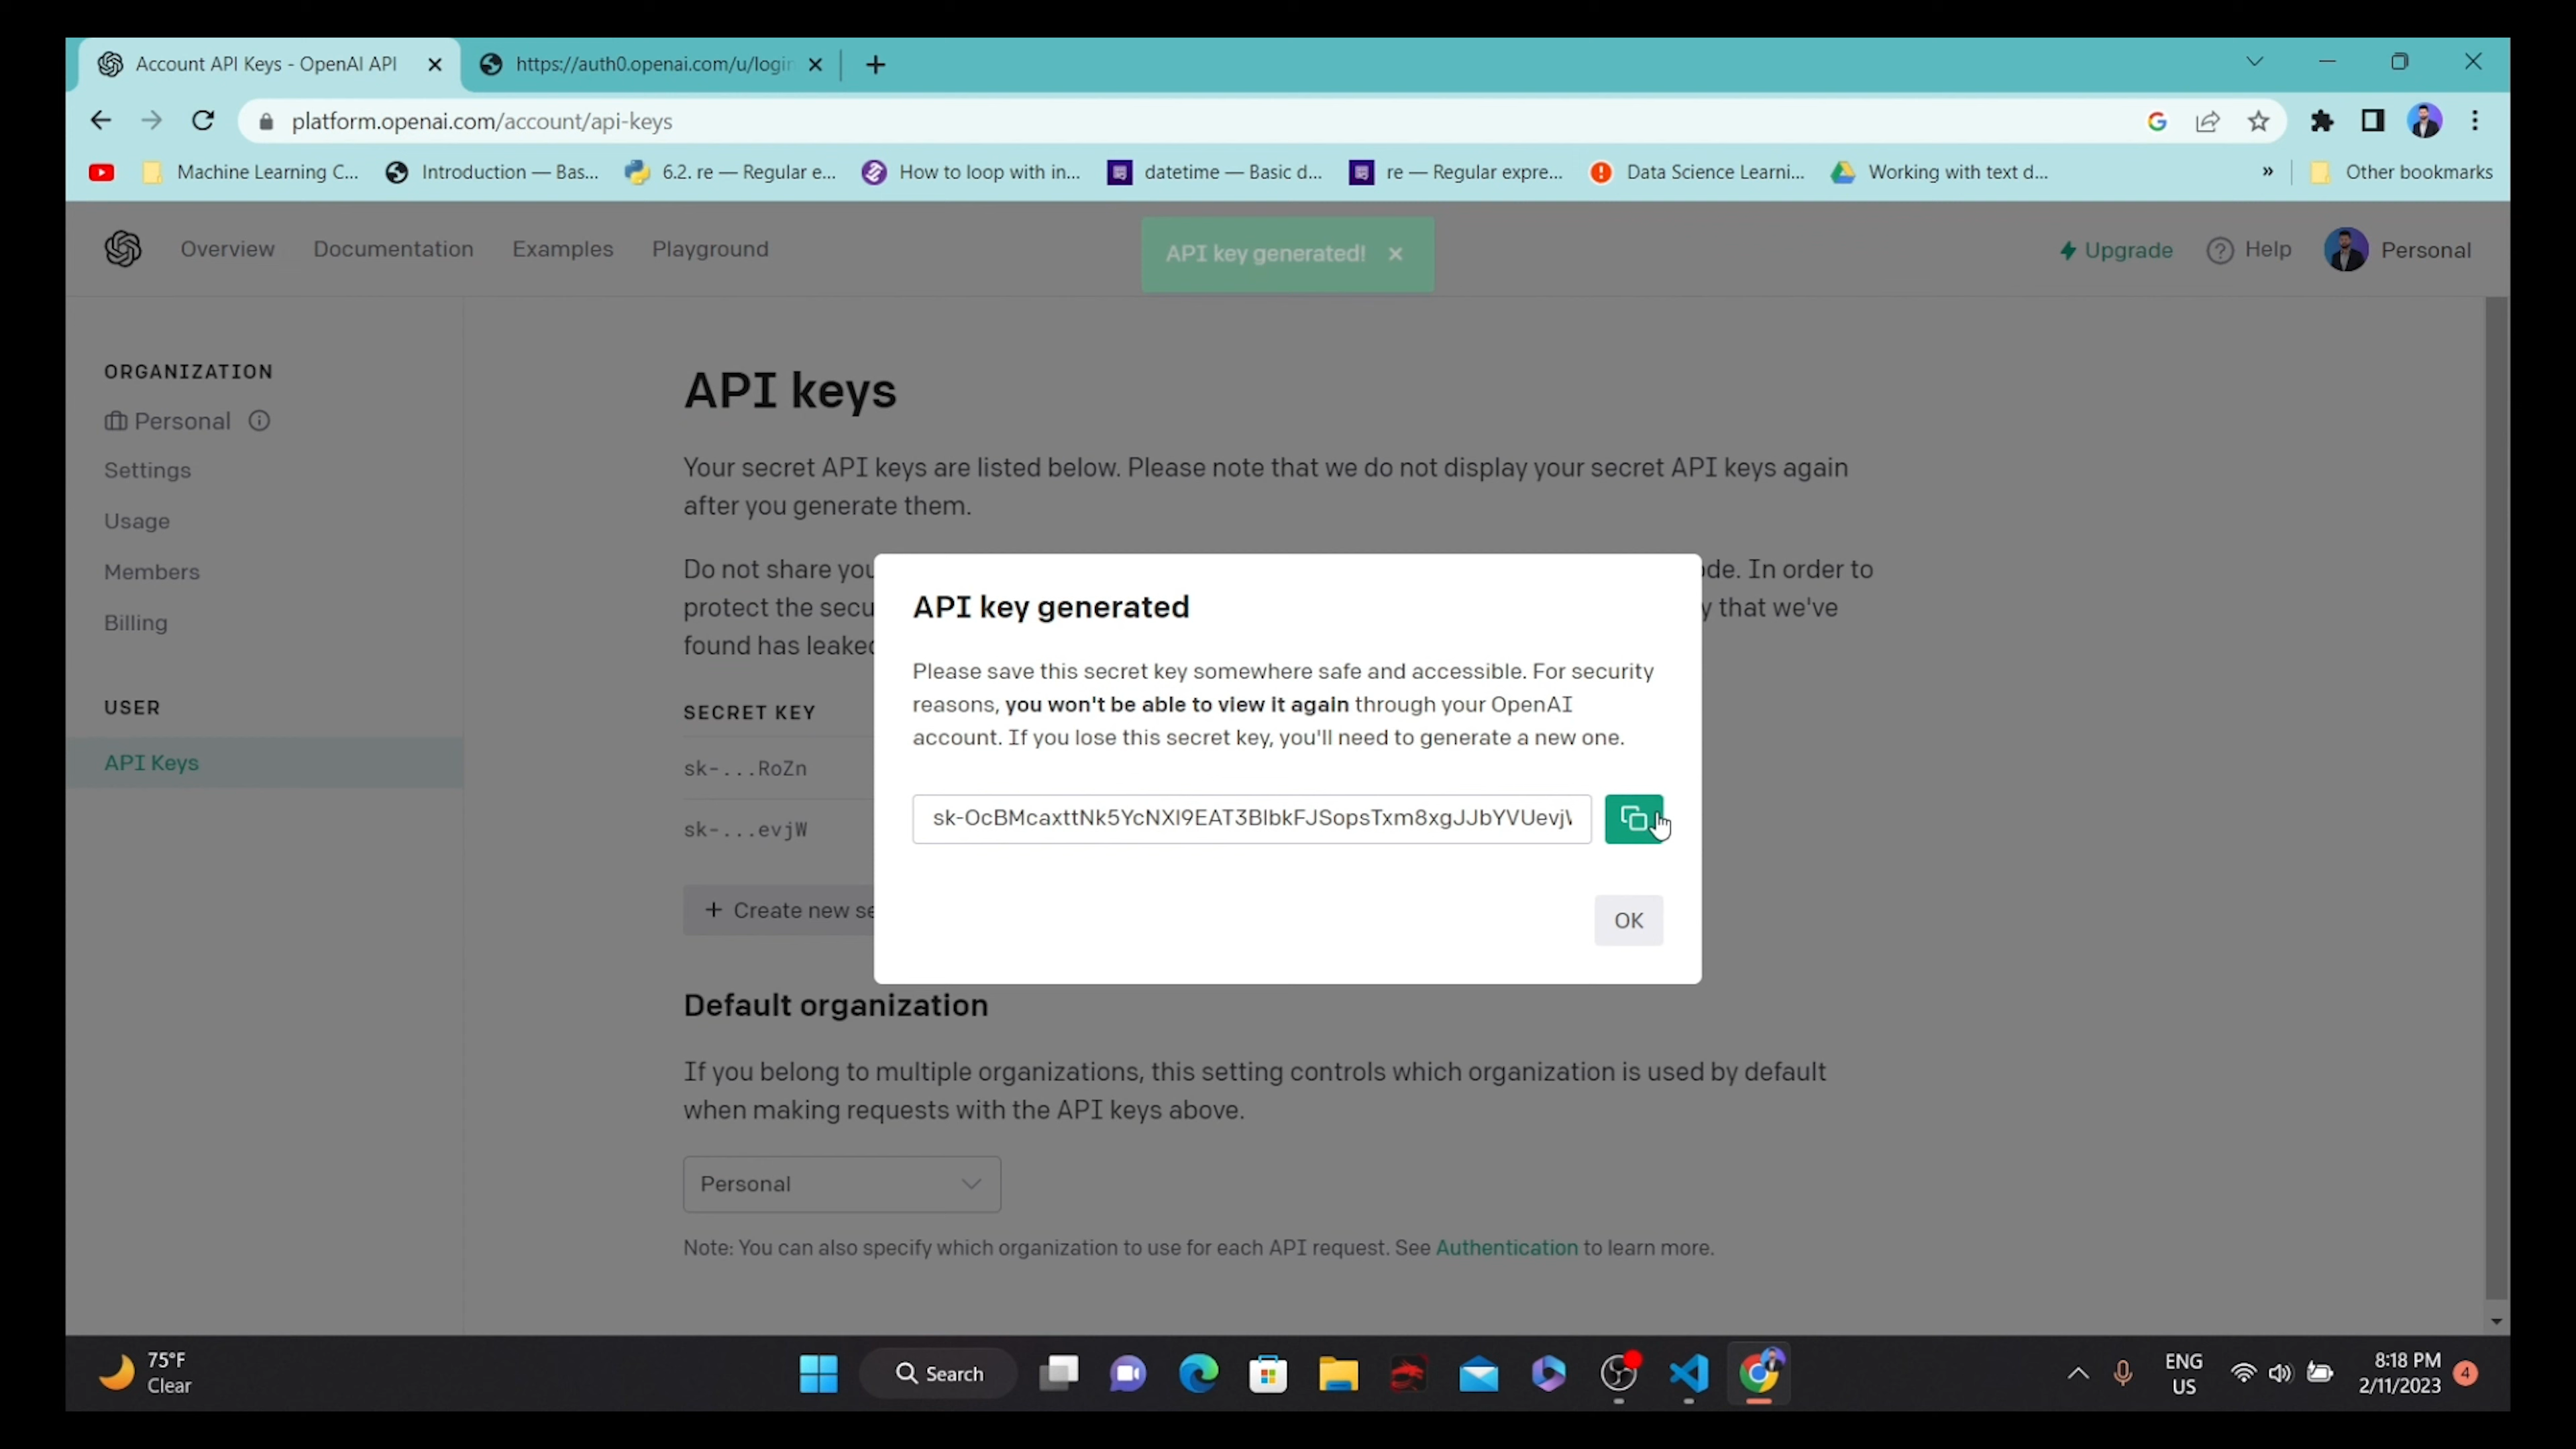 Account API Keys - OpenAI API
https://auth0.openai.com/u/login
platform.openai.com/account/api-keys
Machine Learning C...
Introduction — Bas...
6.2. re — Regular e...
How to loop with in...
datetime — Basic d...
re — Regular expre...
Data Science Learni...
Working with text d...
»
Other bookmarks
Overview
Documentation
Examples
Playground
API key generated!
Upgrade
Help
Personal
ORGANIZATION
Personal
Settings
Usage
Members
Billing
USER
API Keys
API keys
Your secret API keys are listed below. Please note that we do not display your secret API keys again
after you generate them.
Do not share you
ode. In order to
protect the secu
y that we've
found has leaked
SECRET KEY
sk-...RoZn
sk-...evjW
+ Create new se
API key generated
Please save this secret key somewhere safe and accessible. For security
reasons, you won't be able to view it again through your OpenAI
account. If you lose this secret key, you'll need to generate a new one.
OK
Default organization
If you belong to multiple organizations, this setting controls which organization is used by default
when making requests with the API keys above.
Personal
Note: You can also specify which organization to use for each API request. See Authentication to learn more.
75°F
Clear
Search
ENG
US
8:18 PM
2/11/2023
4